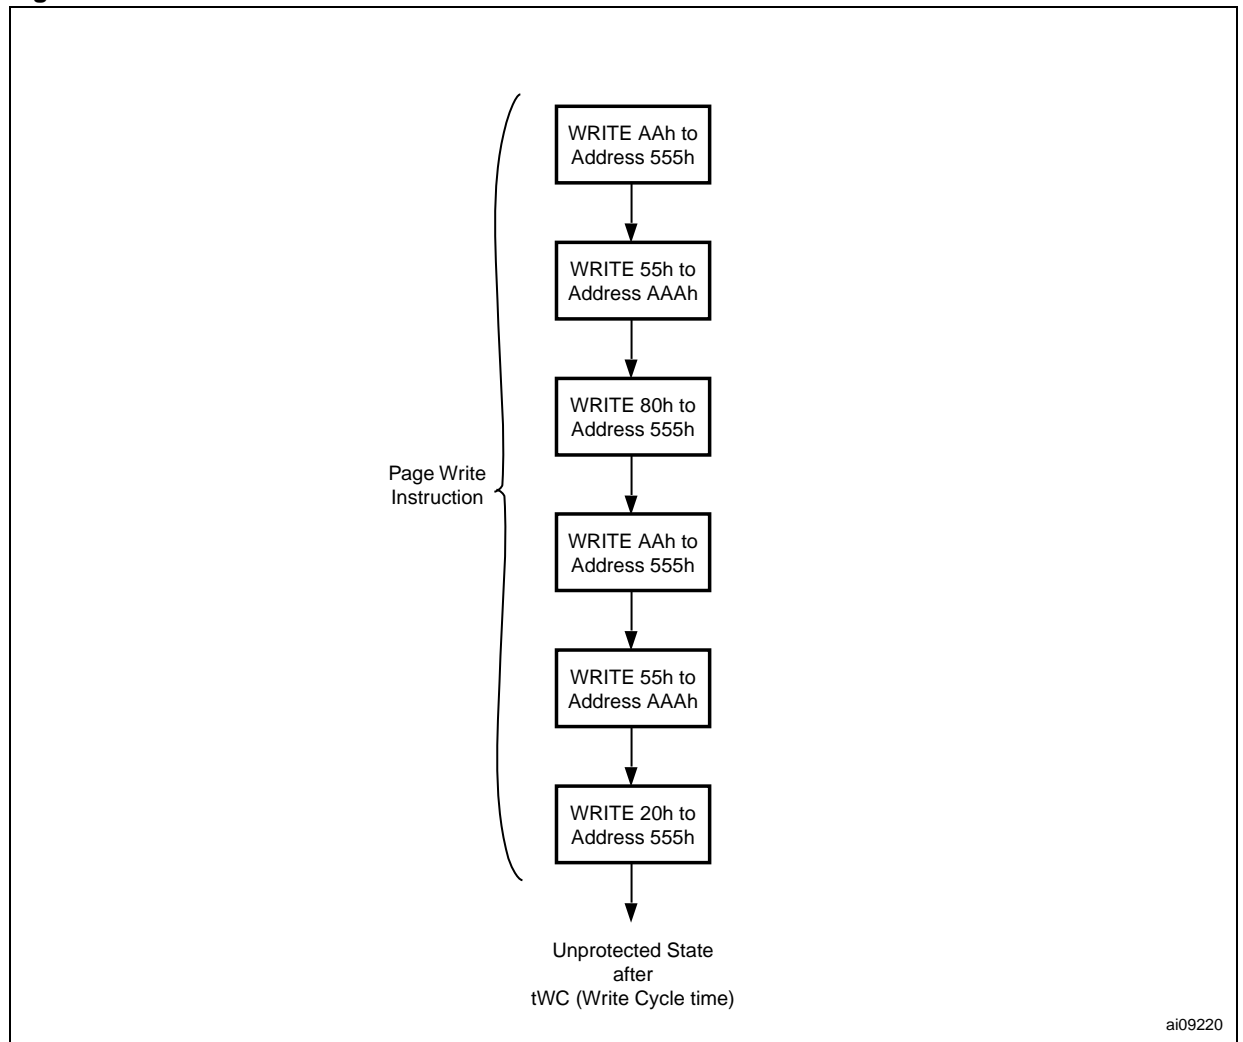 WRITE AAh to
Address 555h
WRITE 55h to
Address AAAh
WRITE 80h to
Address 555h
Page Write
Instruction
WRITE AAh to
Address 555h
WRITE 55h to
Address AAAh
WRITE 20h to
Address 555h
Unprotected State
after
tWC (Write Cycle time)
ai09220